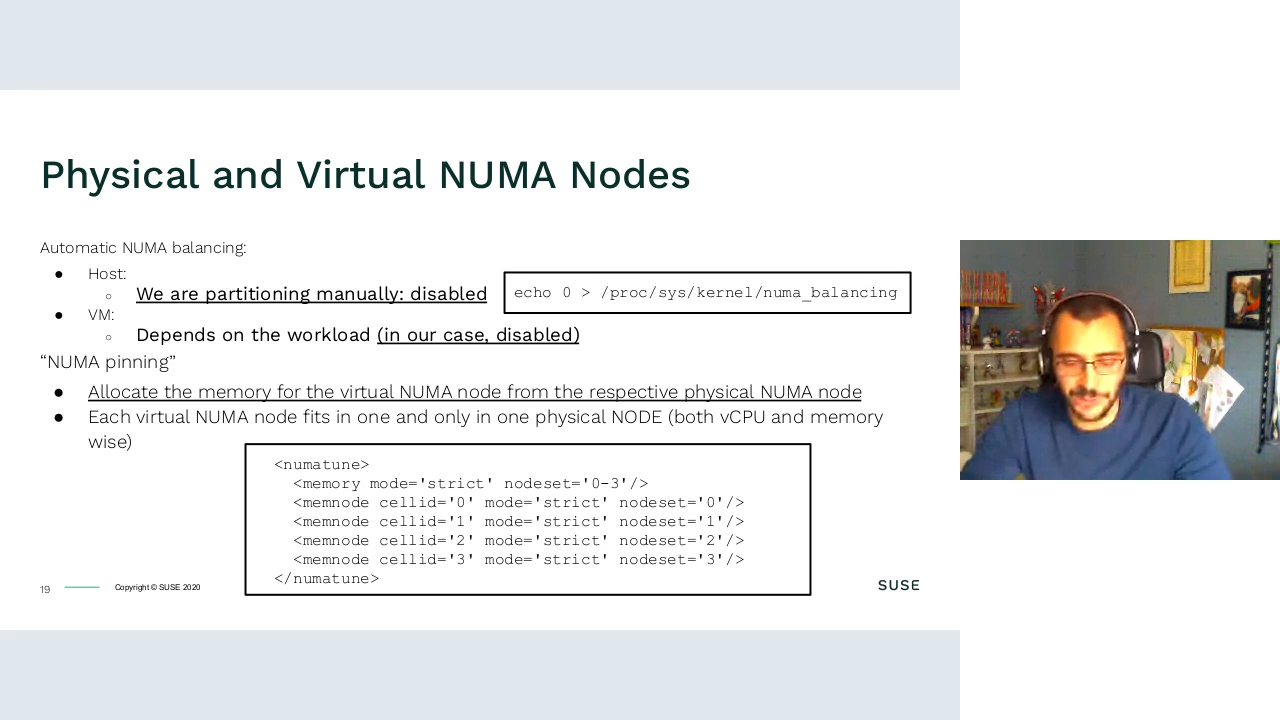 Physical and Virtual NUMA Nodes
Automatic NUMA balancing:
● Host:
○ We are partitioning manually: disabled
echo 0 > /proc/sys/kernel/numa_balancing
● VM:
○ Depends on the workload (in our case, disabled)
“NUMA pinning”
● Allocate the memory for the virtual NUMA node from the respective physical NUMA node
● Each virtual NUMA node fits in one and only in one physical NODE (both vCPU and memory
wise)
<numatune>
<memory mode='strict' nodeset='0-3'/>
<memnode cellid='0' mode='strict' nodeset='0'/>
<memnode cellid='1' mode='strict' nodeset='1'/>
<memnode cellid='2' mode='strict' nodeset='2'/>
<memnode cellid='3' mode='strict' nodeset='3'/>
</numatune>
19
Copyright © SUSE 2020
SUSE